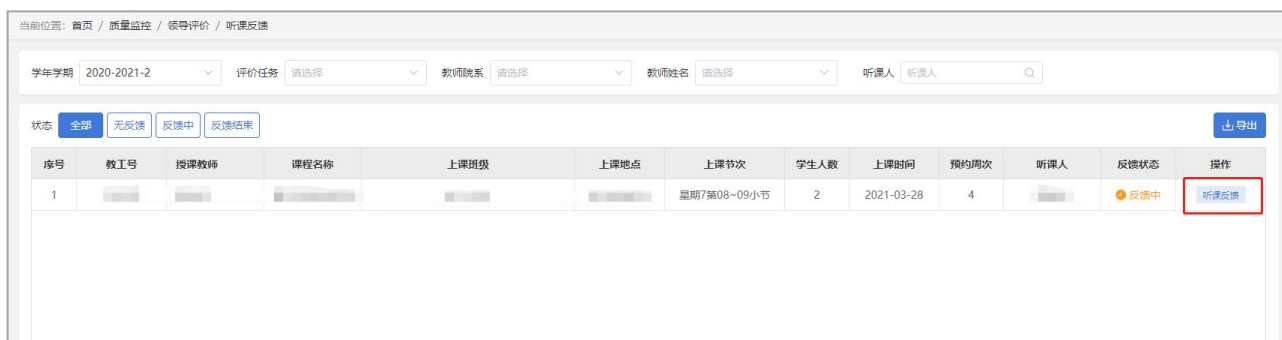 当前位置：首页 / 质量监控 / 领导评价 / 听课反馈
学年学期 2020-2021-2 评价任务 请选择 教师院系 请选择 教师姓名 请选择 听课人 听课人
状态 全部 无反馈 反馈中 反馈结束 导出
序号 教工号 授课教师 课程名称 上课班级 上课地点 上课节次 学生人数 上课时间 预约周次 听课人 反馈状态 操作
1 星期7第08~09小节 2 2021-03-28 4 反馈中 听课反馈